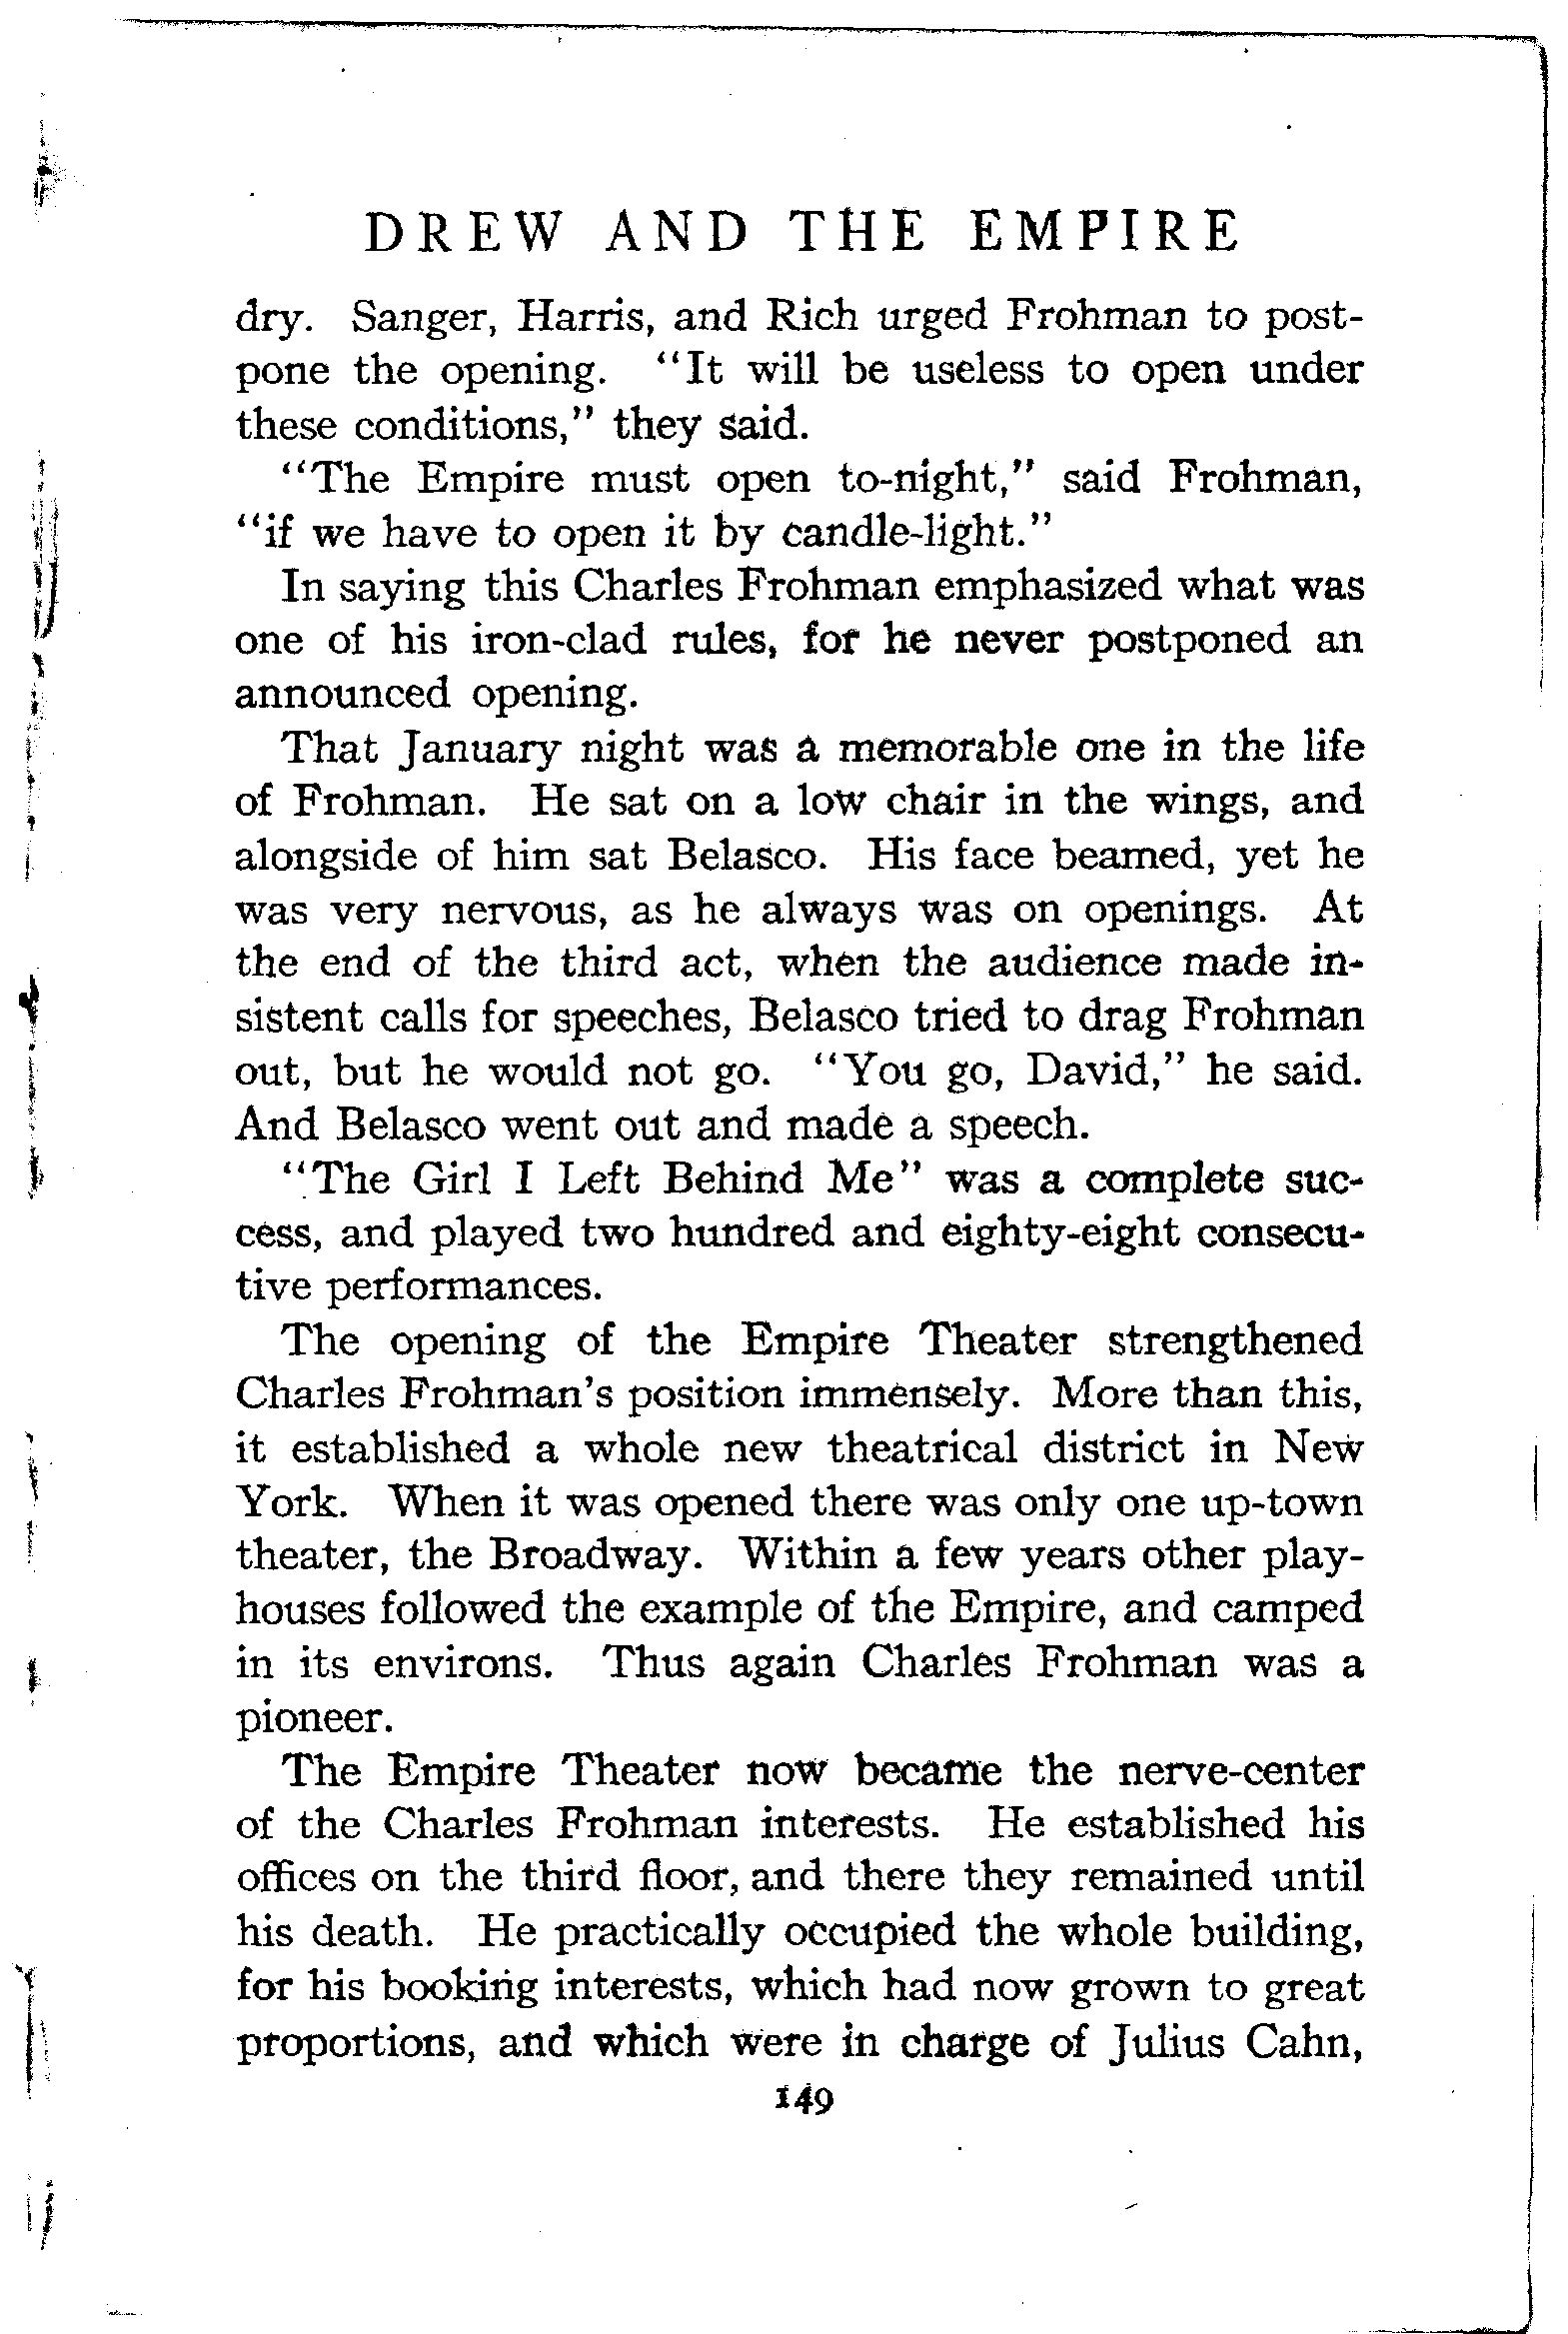 DREW AND THE EMPIRE
dry. Sanger, Harris, and Rich urged Frohman to post-
pone the opening. "It will be useless to open under
these conditions," they said.
"The Empire must open to-night," said Frohman,
"if we have to open it by candle-light."
In saying this Charles Frohman emphasized what was
one of his iron-clad rules, for he never postponed an
announced opening.
That January night was a memorable one in the life
of Frohman. He sat on a low chair in the wings, and
alongside of him sat Belasco. His face beamed, yet he
was very nervous, as he always was on openings. At
the end of the third act, when the audience made in-
sistent calls for speeches, Belasco tried to drag Frohman
out, but he would not go. "You go, David," he said.
And Belasco went out and made a speech.
"The Girl I Left Behind Me" was a complete suc-
cess, and played two hundred and eighty-eight consecu-
tive performances.
The opening of the Empire Theater strengthened
Charles Frohman's position immensely. More than this,
it established a whole new theatrical district in New
York. When it was opened there was only one up-town
theater, the Broadway. Within a few years other play-
houses followed the example of the Empire, and camped
in its environs. Thus again Charles Frohman was a
pioneer.
The Empire Theater now became the nerve-center
of the Charles Frohman interests. He established his
offices on the third floor, and there they remained until
his death. He practically occupied the whole building,
for his booking interests, which had now grown to great
proportions, and which were in charge of Julius Cahn,
149